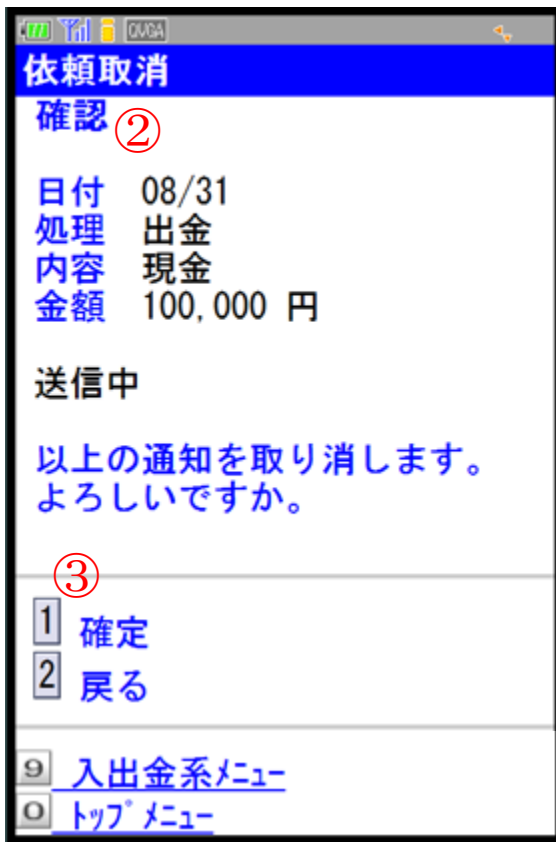 QVGA
依頼取消
確認 ②
日付 08/31
処理 出金
内容 現金
金額 100,000 円
送信中
以上の通知を取り消します。
よろしいですか。
③
1 確定
2 戻る
9 入出金系ﾒﾆｭｰ
0 ﾄｯﾌﾟﾒﾆｭｰ